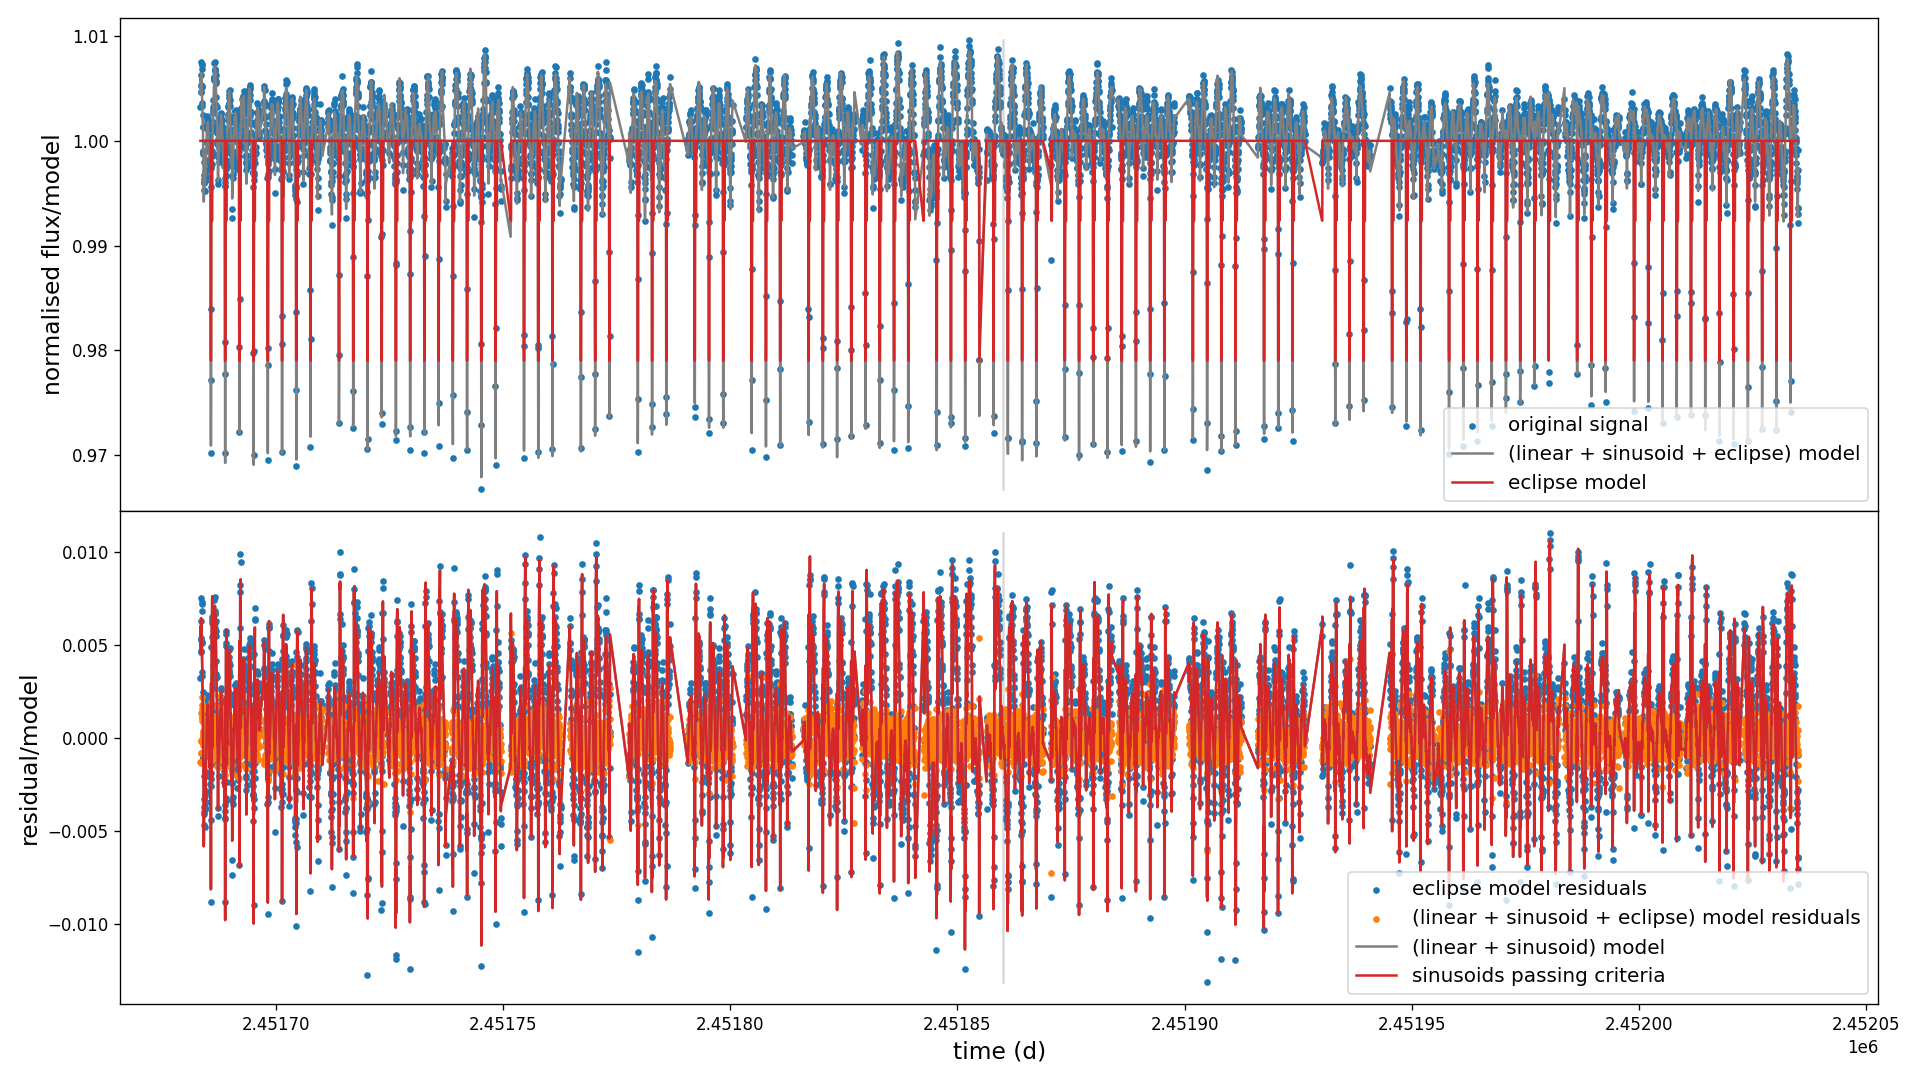 1.01
1.00
0.99
0.98
0.97
normalised flux/model
original signal
(linear + sinusoid + eclipse) model
eclipse model
0.010
0.005
0.000
−0.005
−0.010
residual/model
eclipse model residuals
(linear + sinusoid + eclipse) model residuals
(linear + sinusoid) model
sinusoids passing criteria
2.45170 2.45175 2.45180 2.45185 2.45190 2.45195 2.45200 2.45205
1e6
time (d)